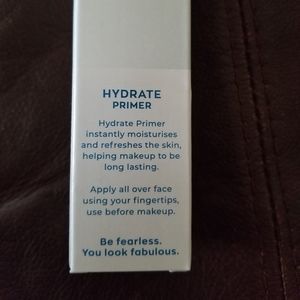 HYDRATE
PRIMER
Hydrate Primer
instantly moisturises
and refreshes the skin,
helping makeup to be
long lasting.
Apply all over face
using your fingertips,
use before makeup.
Be fearless.
You look fabulous.